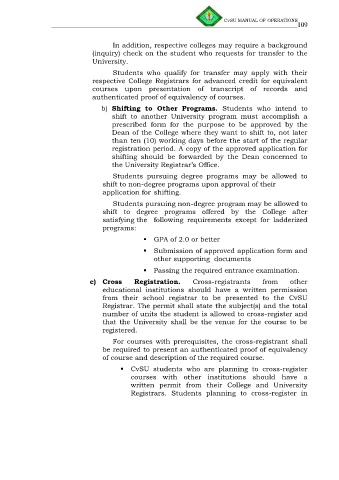 CvSU MANUAL OF OPERATIONS
109
In addition, respective colleges may require a background
(inquiry) check on the student who requests for transfer to the
University.
Students who qualify for transfer may apply with their
respective College Registrars for advanced credit for equivalent
courses upon presentation of transcript of records and
authenticated proof of equivalency of courses.
b) Shifting to Other Programs. Students who intend to
shift to another University program must accomplish a
prescribed form for the purpose to be approved by the
Dean of the College where they want to shift to, not later
than ten (10) working days before the start of the regular
registration period. A copy of the approved application for
shifting should be forwarded by the Dean concerned to
the University Registrar's Office.
Students pursuing degree programs may be allowed to
shift to non-degree programs upon approval of their
application for shifting.
Students pursuing non-degree program may be allowed to
shift to degree programs offered by the College after
satisfying the following requirements except for ladderized
programs:
▪ GPA of 2.0 or better
▪ Submission of approved application form and
other supporting documents
▪ Passing the required entrance examination.
c) Cross Registration. Cross-registrants from other
educational institutions should have a written permission
from their school registrar to be presented to the CvSU
Registrar. The permit shall state the subject(s) and the total
number of units the student is allowed to cross-register and
that the University shall be the venue for the course to be
registered.
For courses with prerequisites, the cross-registrant shall
be required to present an authenticated proof of equivalency
of course and description of the required course.
▪ CvSU students who are planning to cross-register
courses with other institutions should have a
written permit from their College and University
Registrars. Students planning to cross-register in